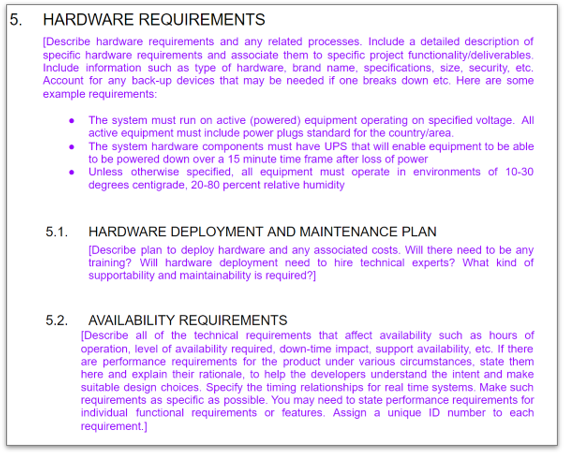 5. HARDWARE REQUIREMENTS
[Describe hardware requirements and any related processes. Include a detailed description of
specific hardware requirements and associate them to specific project functionality/deliverables.
Include information such as type of hardware, brand name, specifications, size, security, etc.
Account for any back-up devices that may be needed if one breaks down etc. Here are some
example requirements:
● The system must run on active (powered) equipment operating on specified voltage. All
active equipment must include power plugs standard for the country/area.
● The system hardware components must have UPS that will enable equipment to be able
to be powered down over a 15 minute time frame after loss of power
● Unless otherwise specified, all equipment must operate in environments of 10-30
degrees centigrade, 20-80 percent relative humidity
5.1. HARDWARE DEPLOYMENT AND MAINTENANCE PLAN
[Describe plan to deploy hardware and any associated costs. Will there need to be any
training? Will hardware deployment need to hire technical experts? What kind of
supportability and maintainability is required?]
5.2. AVAILABILITY REQUIREMENTS
[Describe all of the technical requirements that affect availability such as hours of
operation, level of availability required, down-time impact, support availability, etc. If there
are performance requirements for the product under various circumstances, state them
here and explain their rationale, to help the developers understand the intent and make
suitable design choices. Specify the timing relationships for real time systems. Make such
requirements as specific as possible. You may need to state performance requirements for
individual functional requirements or features. Assign a unique ID number to each
requirement.]